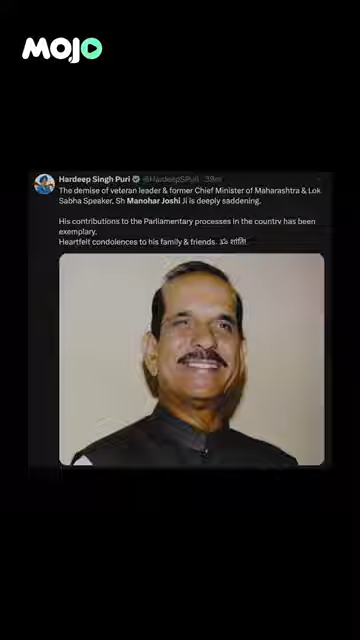 MOJO
Hardeep Singh Puri @HardeepSPuri · 39m
The demise of veteran leader & former Chief Minister of Maharashtra & Lok
Sabha Speaker, Sh Manohar Joshi Ji is deeply saddening.
His contributions to the Parliamentary processes in the country has been
exemplary.
Heartfelt condolences to his family & friends. ॐ शांति!